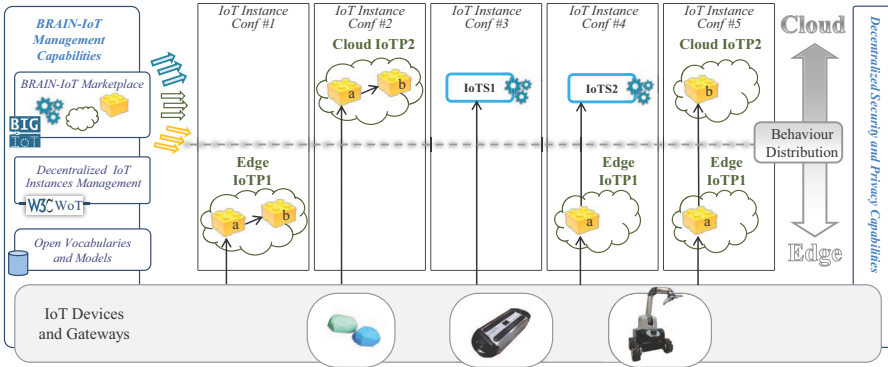 BRAIN-IoT
Management
Capabilities
BRAIN-IoT Marketplace
BIG
IoT
Decentralized IoT
Instances Management
W3C WoT
Open Vocabularies
and Models
IoT Instance
Conf #1
Edge
IoTP1
a
b
IoT Instance
Conf #2
Cloud IoTP2
a
b
IoT Instance
Conf #3
IoTS1
IoT Instance
Conf #4
IoTS2
Edge
IoTP1
a
IoT Instance
Conf #5
Cloud IoTP2
b
Edge
IoTP1
a
Cloud
Behaviour
Distribution
Edge
Decentralized Security and Privacy Capabilities
IoT Devices
and Gateways